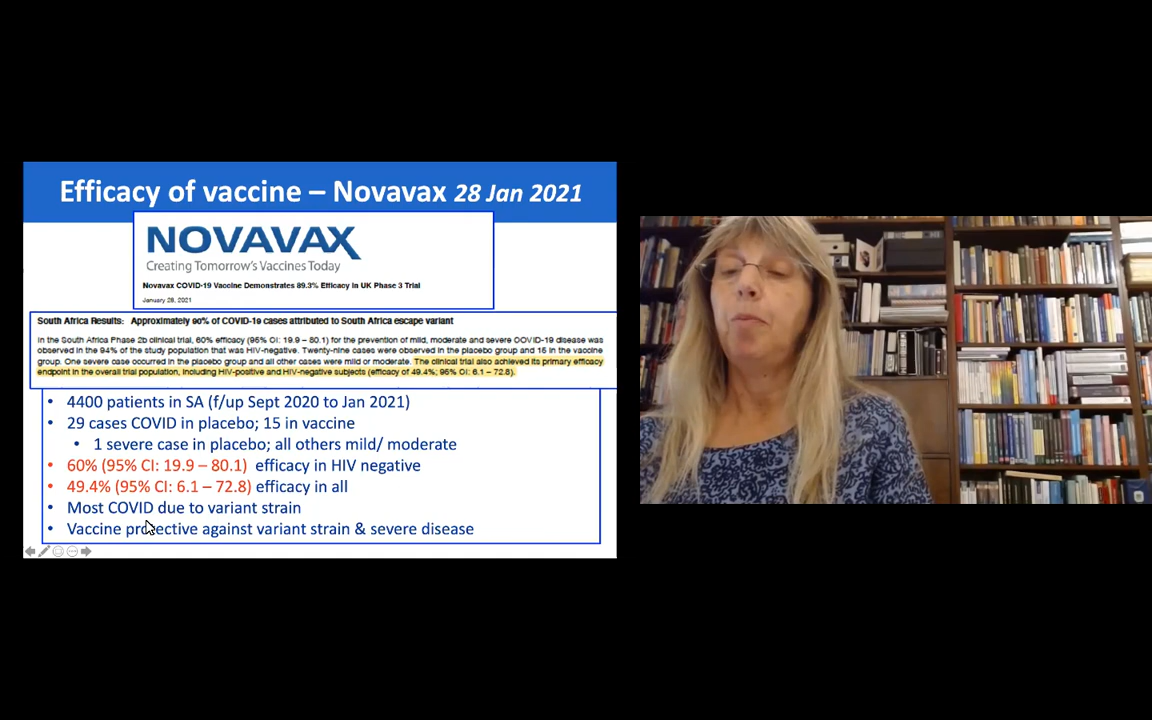 Efficacy of vaccine – Novavax 28 Jan 2021
NOVAVAX
Creating Tomorrow's Vaccines Today
Novavax COVID-19 Vaccine Demonstrates 89.3% Efficacy in UK Phase 3 Trial
January 28, 2021
South Africa Results: Approximately 90% of COVID-19 cases attributed to South Africa escape variant
In the South Africa Phase 2b clinical trial, 60% efficacy (95% CI: 19.9 – 80.1) for the prevention of mild, moderate and severe COVID-19 disease was
observed in the 94% of the study population that was HIV-negative. Twenty-nine cases were observed in the placebo group and 15 in the vaccine
group. One severe case occurred in the placebo group and all other cases were mild or moderate. The clinical trial also achieved its primary efficacy
endpoint in the overall trial population, including HIV-positive and HIV-negative subjects (efficacy of 49.4%; 95% CI: 6.1 – 72.8).
• 4400 patients in SA (f/up Sept 2020 to Jan 2021)
• 29 cases COVID in placebo; 15 in vaccine
• 1 severe case in placebo; all others mild/ moderate
• 60% (95% CI: 19.9 – 80.1) efficacy in HIV negative
• 49.4% (95% CI: 6.1 – 72.8) efficacy in all
• Most COVID due to variant strain
• Vaccine protective against variant strain & severe disease